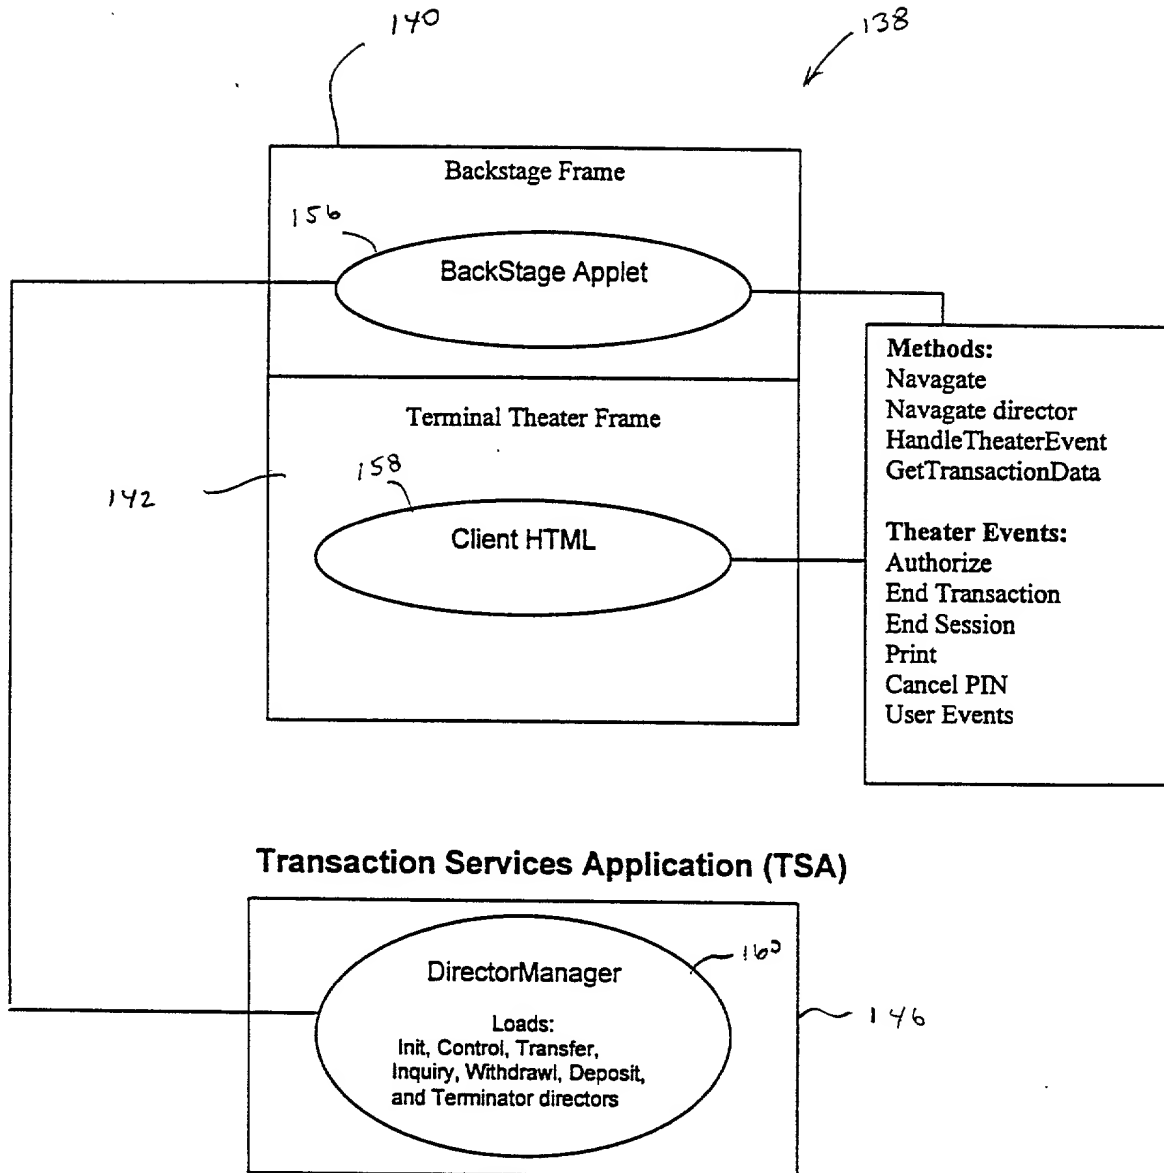 140
138
Backstage Frame
156
BackStage Applet
Methods:
Navagate
Navagate director
HandleTheaterEvent
GetTransactionData
Terminal Theater Frame
158
142
Client HTML
Theater Events:
Authorize
End Transaction
End Session
Print
Cancel PIN
User Events
Transaction Services Application (TSA)
160
DirectorManager
146
Loads:
Init, Control, Transfer,
Inquiry, Withdrawl, Deposit,
and Terminator directors